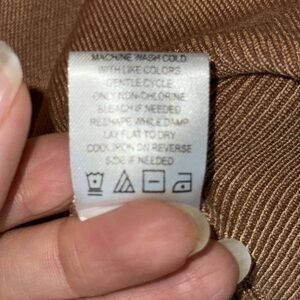 MACHINE WASH COLD
WITH LIKE COLORS
GENTLE CYCLE
ONLY NON-CHLORINE
BLEACH IF NEEDED
RESHAPE WHILE DAMP
LAY FLAT TO DRY
COOL IRON ON REVERSE
SIDE IF NEEDED